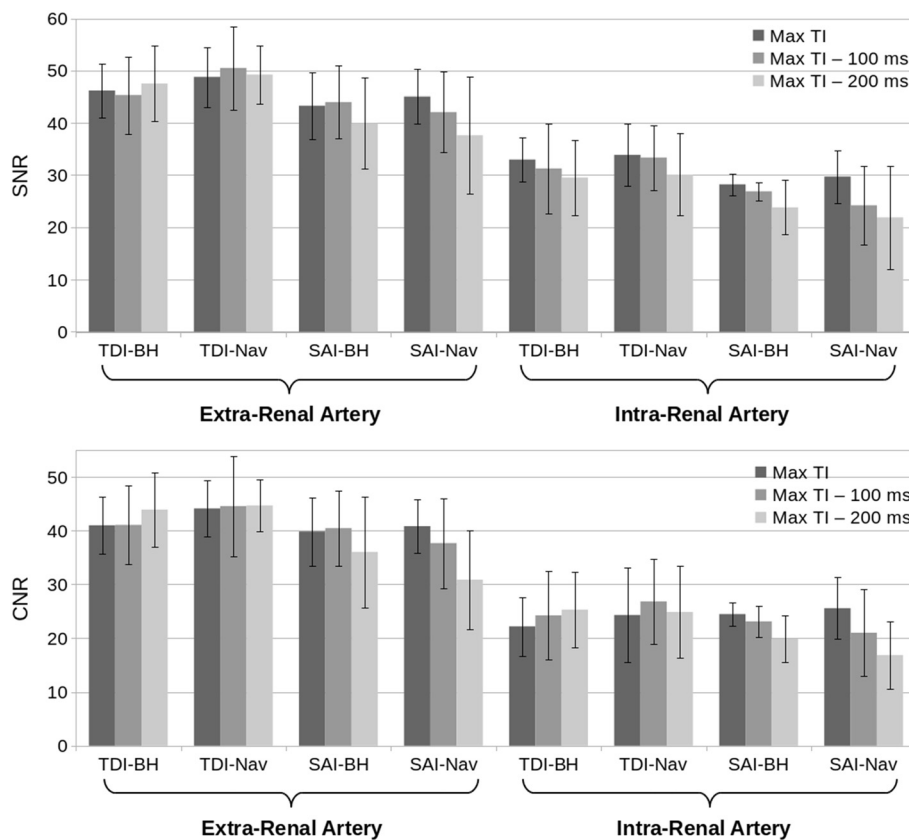 60
50
40
30
20
10
0
SNR
Max TI
Max TI – 100 ms
Max TI – 200 ms
TDI-BH TDI-Nav SAI-BH SAI-Nav TDI-BH TDI-Nav SAI-BH SAI-Nav
Extra-Renal Artery Intra-Renal Artery
50
40
30
20
10
0
CNR
Max TI
Max TI – 100 ms
Max TI – 200 ms
TDI-BH TDI-Nav SAI-BH SAI-Nav TDI-BH TDI-Nav SAI-BH SAI-Nav
Extra-Renal Artery Intra-Renal Artery